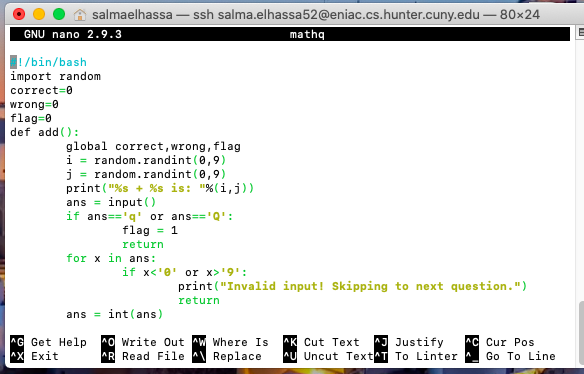 salmaelhassa — ssh salma.elhassa52@eniac.cs.hunter.cuny.edu — 80×24
GNU nano 2.9.3 mathq
#!/bin/bash
import random
correct=0
wrong=0
flag=0
def add():
        global correct,wrong,flag
        i = random.randint(0,9)
        j = random.randint(0,9)
        print("%s + %s is: "%(i,j))
        ans = input()
        if ans=='q' or ans=='Q':
                flag = 1
                return
        for x in ans:
                if x<'0' or x>'9':
                        print("Invalid input! Skipping to next question.")
                        return
        ans = int(ans)
^G Get Help ^O Write Out ^W Where Is ^K Cut Text ^J Justify ^C Cur Pos
^X Exit ^R Read File ^\ Replace ^U Uncut Text ^T To Linter ^_ Go To Line